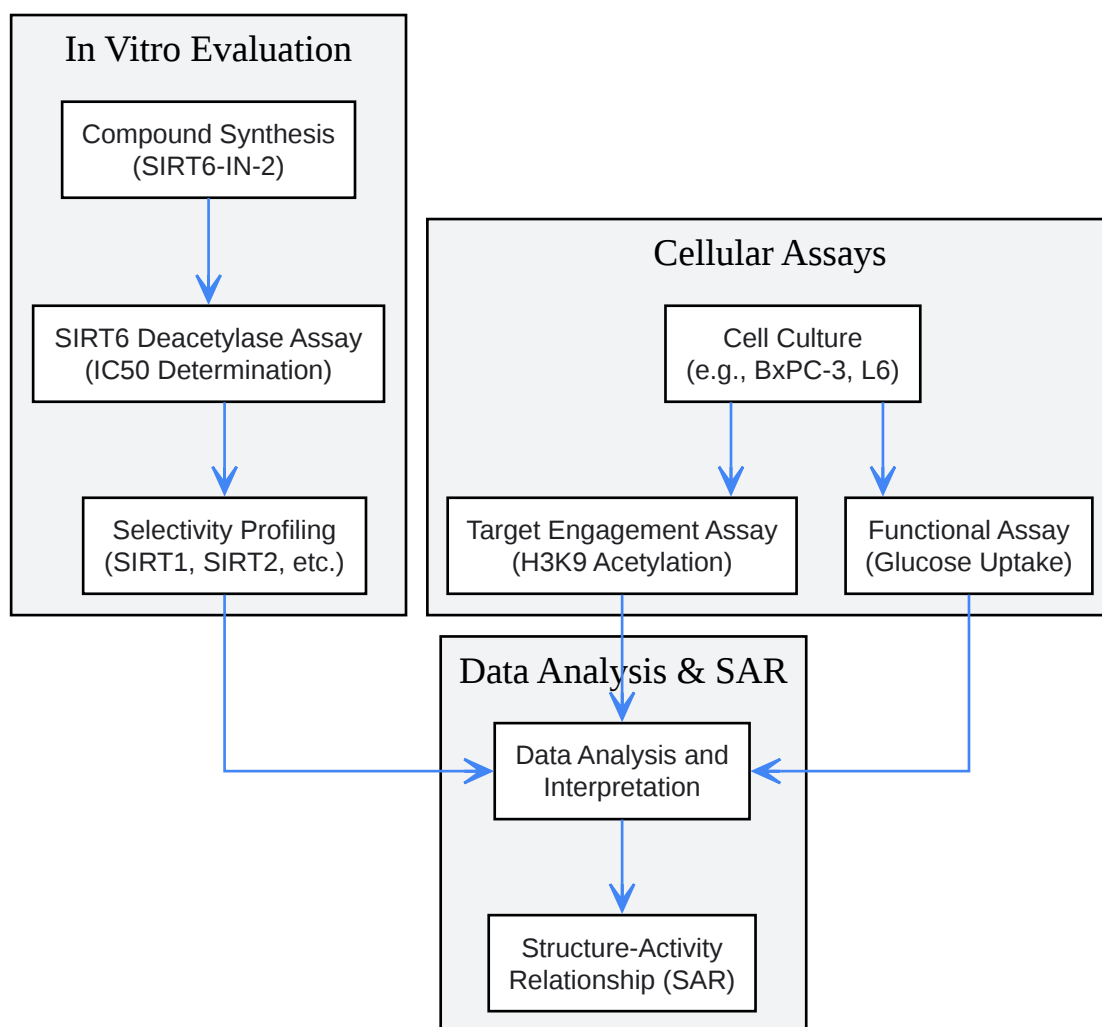 In Vitro Evaluation
Compound Synthesis
(SIRT6-IN-2)
SIRT6 Deacetylase Assay
(IC50 Determination)
Selectivity Profiling
(SIRT1, SIRT2, etc.)
Cellular Assays
Cell Culture
(e.g., BxPC-3, L6)
Target Engagement Assay
(H3K9 Acetylation)
Functional Assay
(Glucose Uptake)
Data Analysis & SAR
Data Analysis and
Interpretation
Structure-Activity
Relationship (SAR)